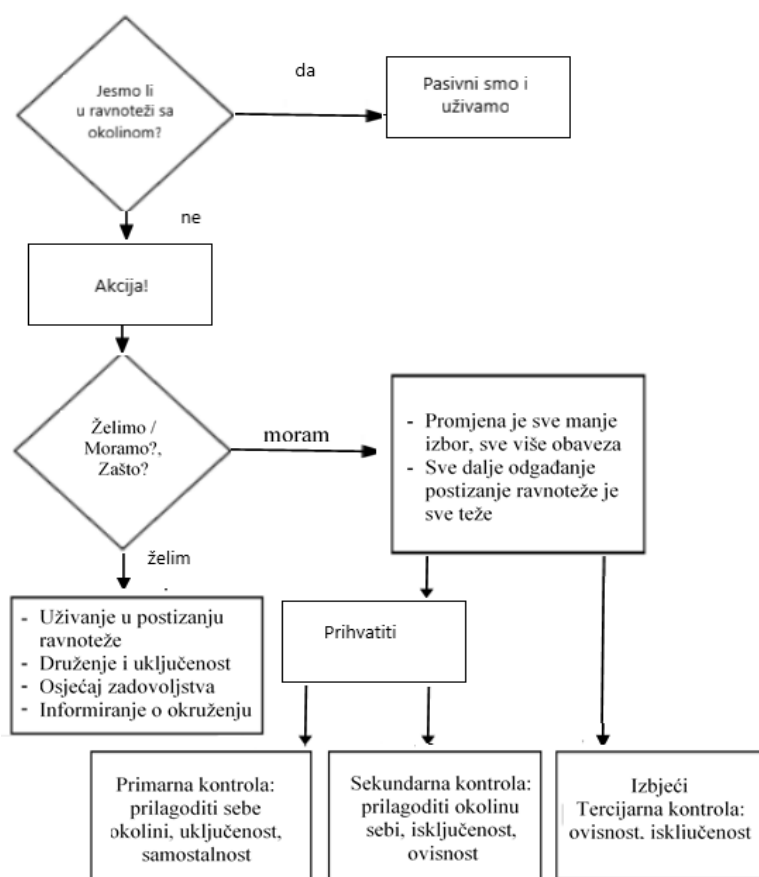 Jesmo li
u ravnoteži sa
okolinom?
da
Pasivni smo i
uživamo
ne
Akcija!
Želimo /
Moramo?,
Zašto?
moram
- Promjena je sve manje
izbor, sve više obaveza
- Sve dalje odgađanje
postizanje ravnoteže je
sve teže
želim
- Uživanje u postizanju
ravnoteže
- Druženje i uključenost
- Osjećaj zadovoljstva
- Informiranje o okruženju
Prihvatiti
Primarna kontrola:
prilagoditi sebe
okolini, uključenost,
samostalnost
Sekundarna kontrola:
prilagoditi okolinu
sebi, isključenost,
ovisnost
Izbjeći
Tercijarna kontrola:
ovisnost. isključenost